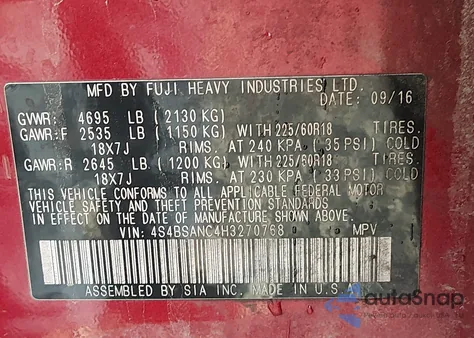 MFD BY FUJI HEAVY INDUSTRIES LTD.
DATE: 09/16
GVWR: 4695 LB (2130 KG)
GAWR:F 2535 LB (1150 KG) WITH 225/60R18 TIRES.
18X7J RIMS. AT 240 KPA (35 PSI) COLD
GAWR:R 2645 LB (1200 KG) WITH 225/60R18 TIRES.
18X7J RIMS. AT 230 KPA (33 PSI) COLD
THIS VEHICLE CONFORMS TO ALL APPLICABLE FEDERAL MOTOR
VEHICLE SAFETY AND THEFT PREVENTION STANDARDS IN EFFECT
ON THE DATE OF MANUFACTURE SHOWN ABOVE.
VIN: 4S4BSANC4H3270768 MPV
ASSEMBLED BY SIA INC. MADE IN U.S.A.
autoSnap